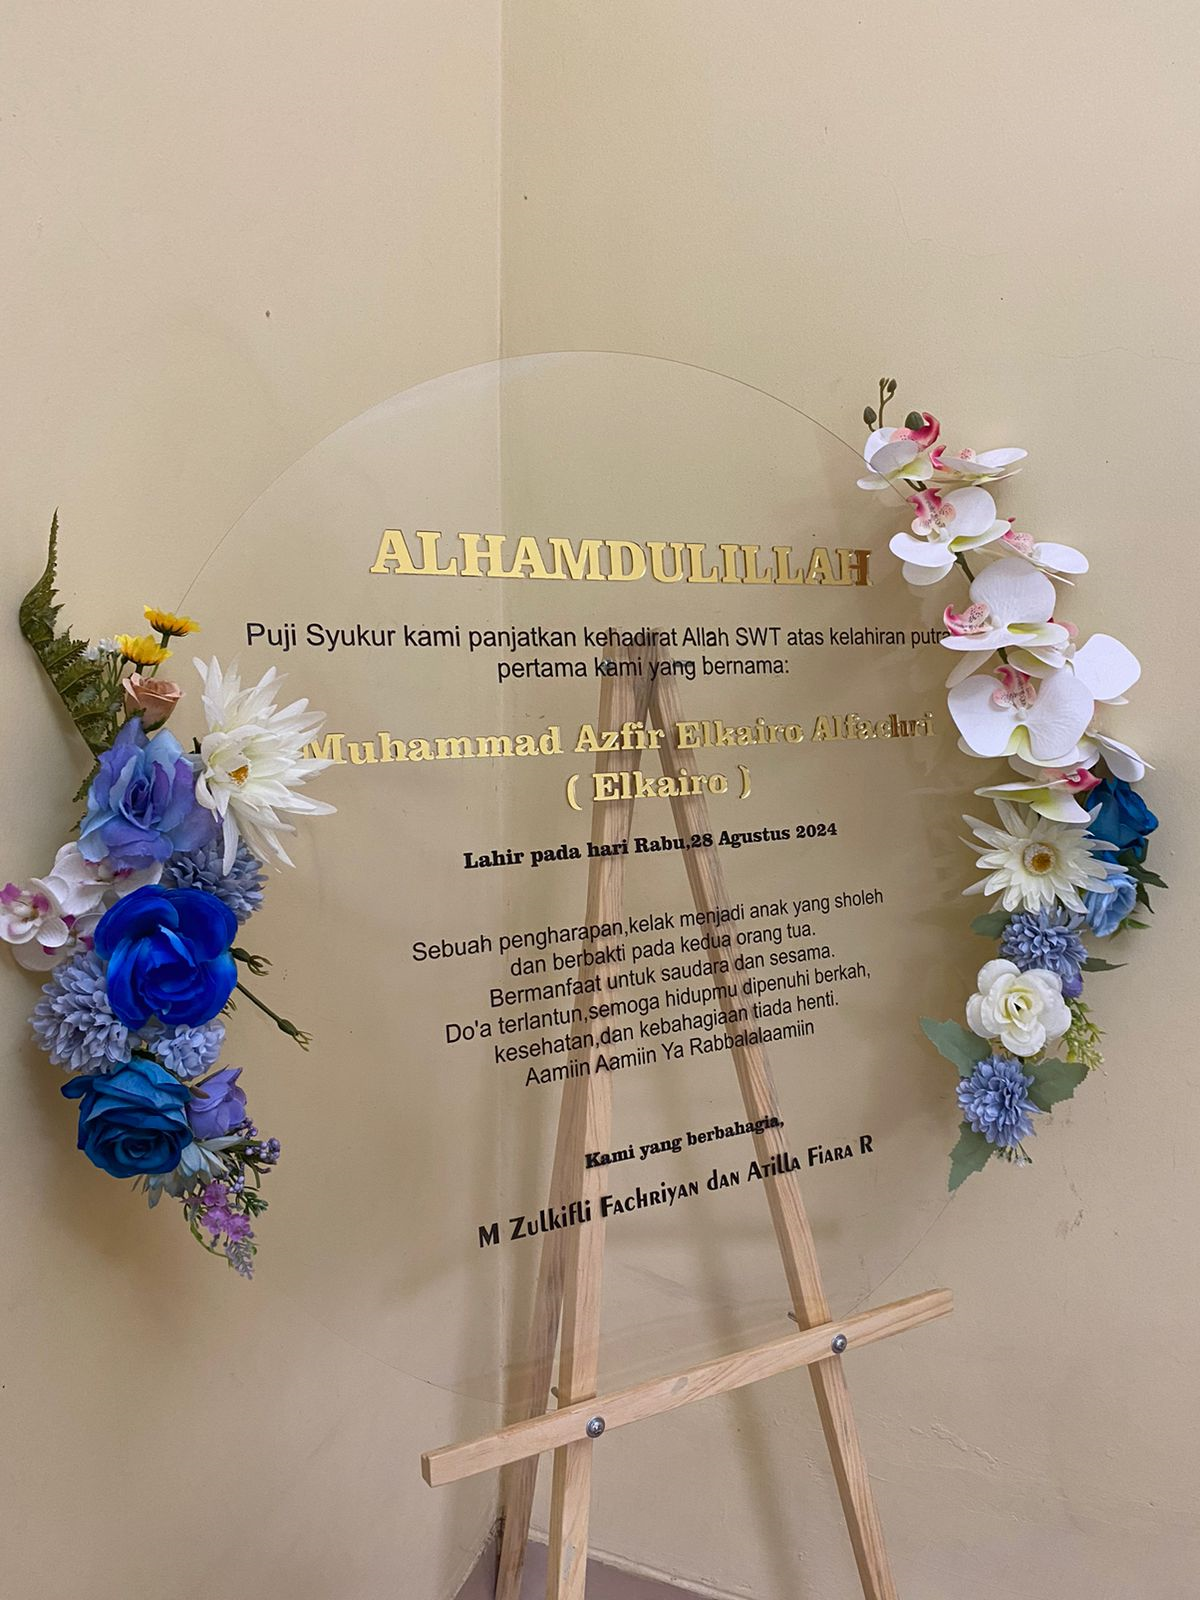 ALHAMDULILLAH
Puji Syukur kami panjatkan kehadirat Allah SWT atas kelahiran putra
pertama kami yang bernama:
Muhammad Azfir Elkairo Alfachri
( Elkairo )
Lahir pada hari Rabu,28 Agustus 2024
Sebuah pengharapan,kelak menjadi anak yang sholeh
dan berbakti pada kedua orang tua.
Bermanfaat untuk saudara dan sesama.
Do'a terlantun,semoga hidupmu dipenuhi berkah,
kesehatan,dan kebahagiaan tiada henti.
Aamiin Aamiin Ya Rabbalalaamiin
Kami yang berbahagia,
M Zulkifli Fachriyan dan Atilla Fiara R